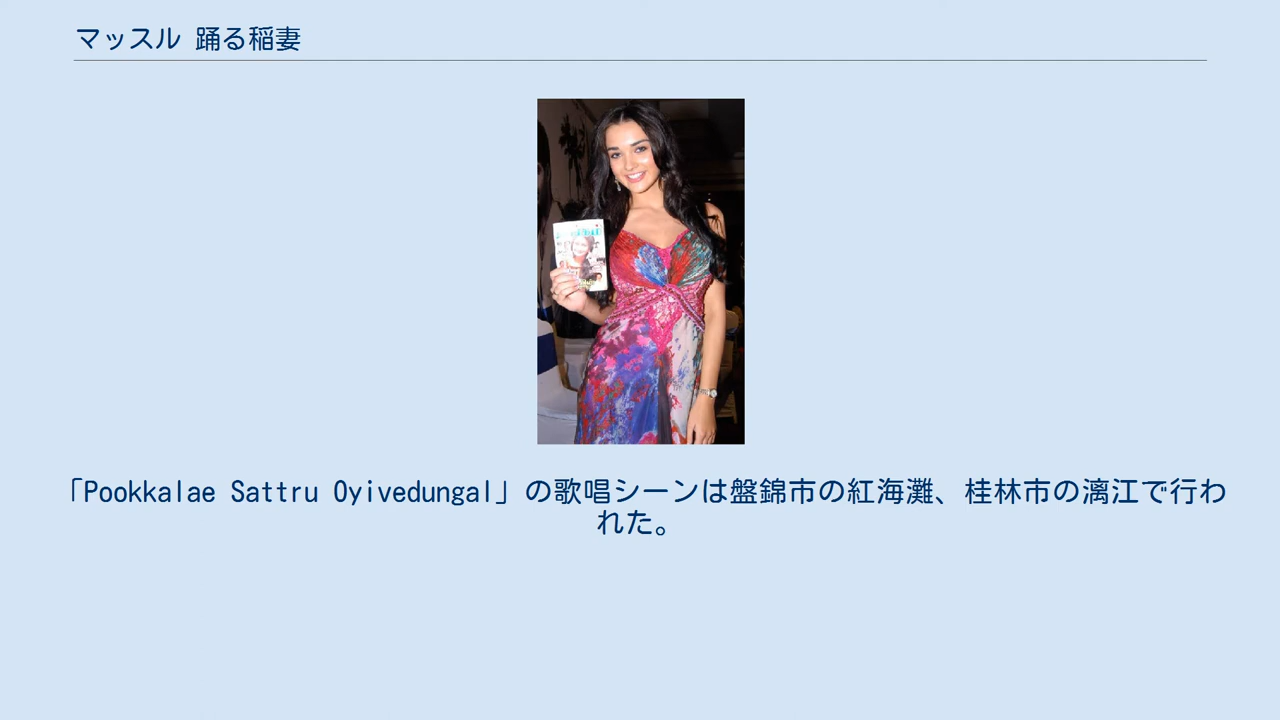 マッスル 踊る稲妻
「Pookkalae Sattru Oyivedungal」の歌唱シーンは盤錦市の紅海灘、桂林市の漓江で行わ
れた。